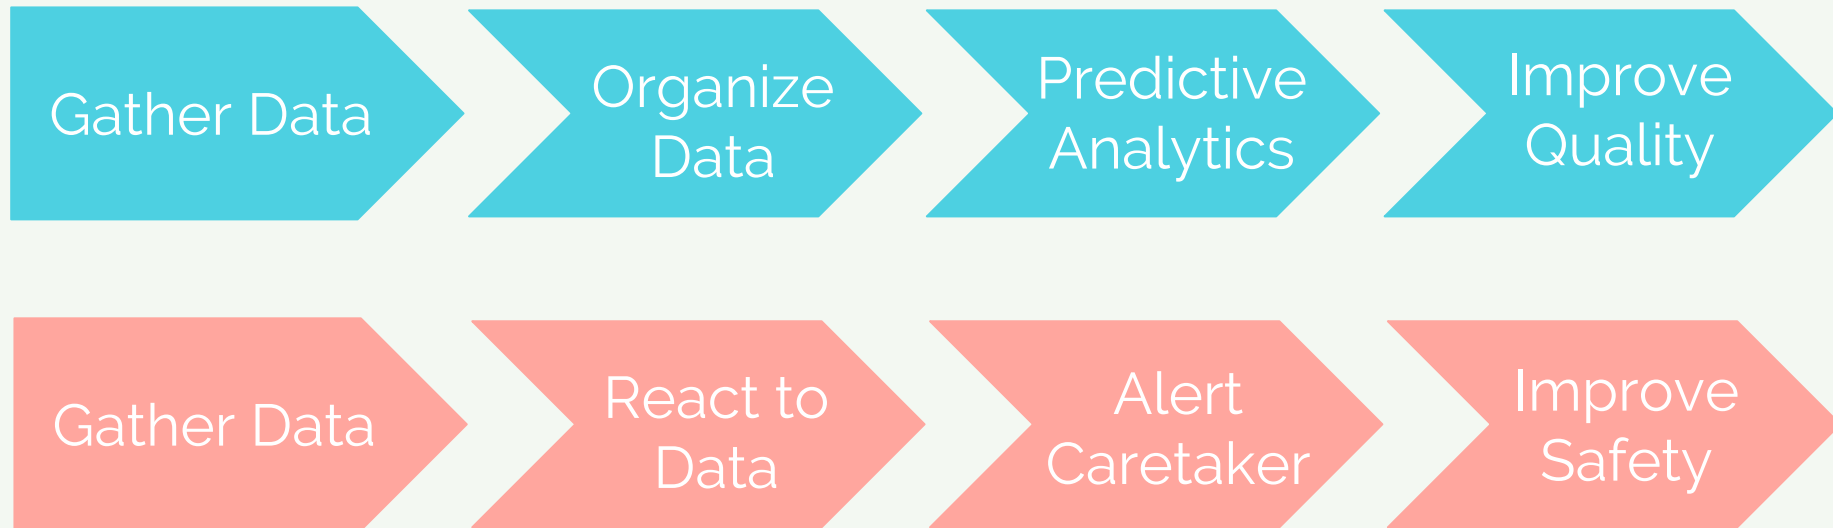 Gather Data
Organize
Data
Predictive
Analytics
Improve
Quality
Gather Data
React to
Data
Alert
Caretaker
Improve
Safety